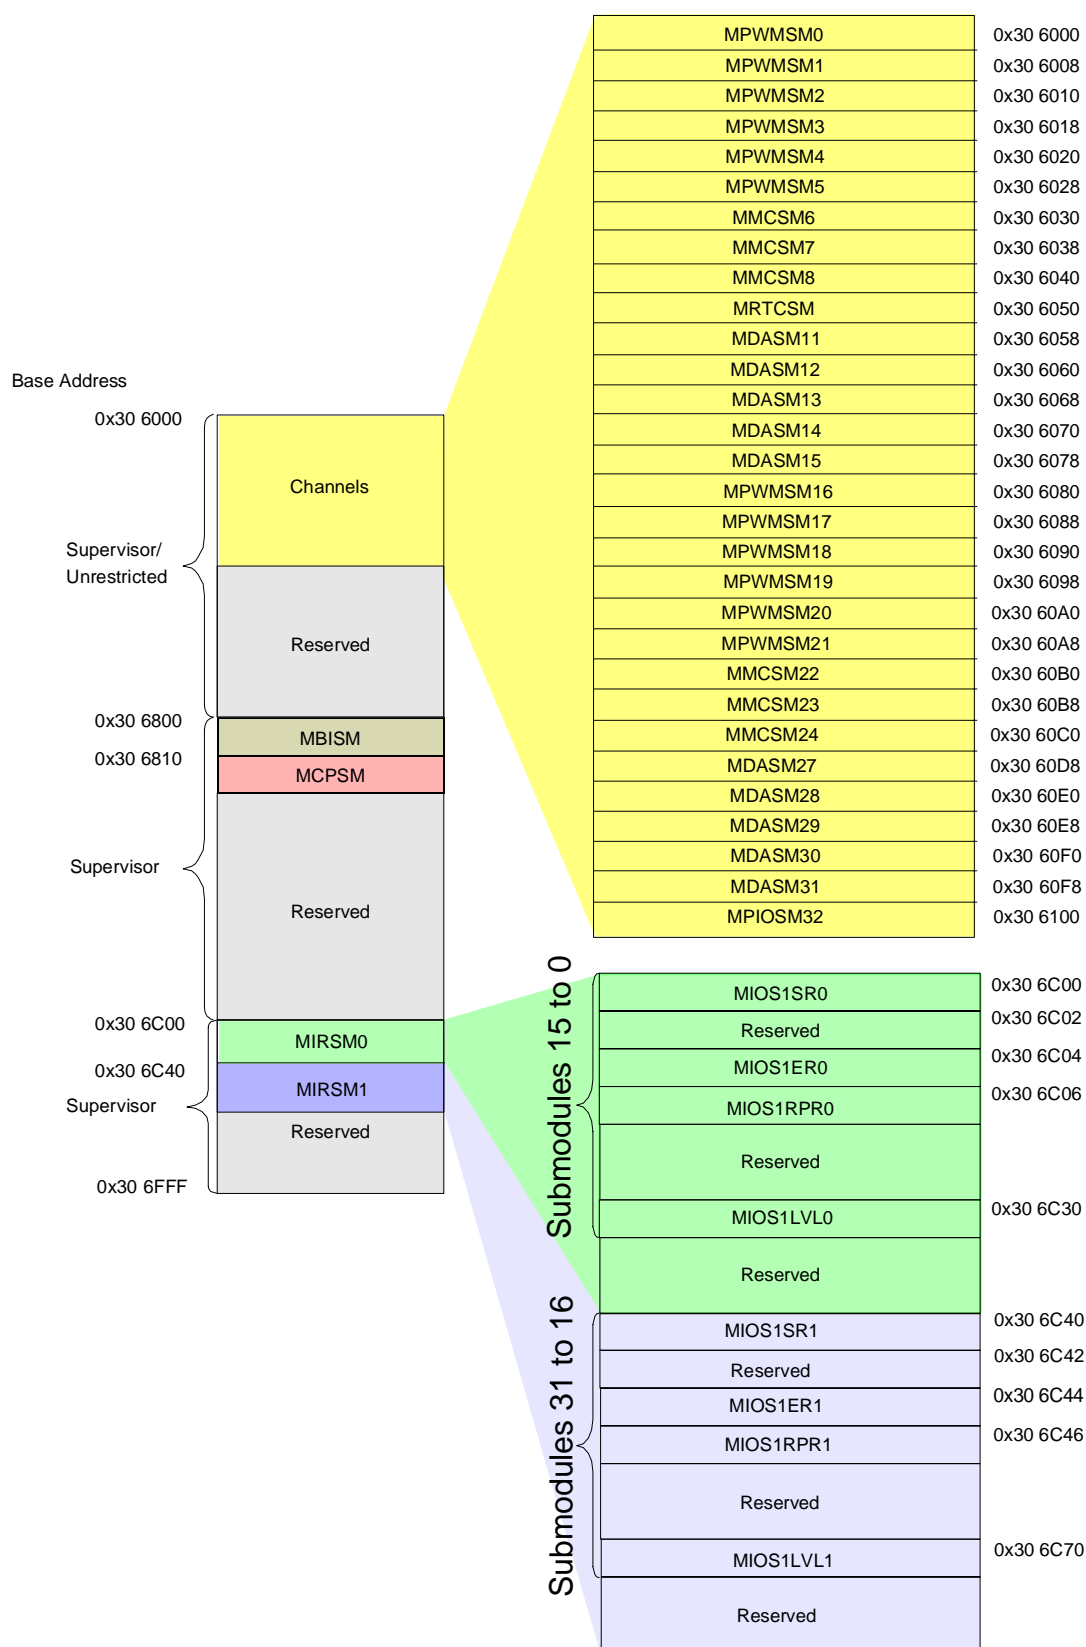 Base Address
0x30 6000
Channels
Supervisor/
Unrestricted
Reserved
0x30 6800
MBISM
0x30 6810
MCPSM
Supervisor
Reserved
0x30 6C00
MIRSM0
0x30 6C40
MIRSM1
Supervisor
Reserved
0x30 6FFF
MPWMSM0 0x30 6000
MPWMSM1 0x30 6008
MPWMSM2 0x30 6010
MPWMSM3 0x30 6018
MPWMSM4 0x30 6020
MPWMSM5 0x30 6028
MMCSM6 0x30 6030
MMCSM7 0x30 6038
MMCSM8 0x30 6040
MRTCSM 0x30 6050
MDASM11 0x30 6058
MDASM12 0x30 6060
MDASM13 0x30 6068
MDASM14 0x30 6070
MDASM15 0x30 6078
MPWMSM16 0x30 6080
MPWMSM17 0x30 6088
MPWMSM18 0x30 6090
MPWMSM19 0x30 6098
MPWMSM20 0x30 60A0
MPWMSM21 0x30 60A8
MMCSM22 0x30 60B0
MMCSM23 0x30 60B8
MMCSM24 0x30 60C0
MDASM27 0x30 60D8
MDASM28 0x30 60E0
MDASM29 0x30 60E8
MDASM30 0x30 60F0
MDASM31 0x30 60F8
MPIOSM32 0x30 6100
Submodules 15 to 0
MIOS1SR0 0x30 6C00
Reserved 0x30 6C02
MIOS1ER0 0x30 6C04
MIOS1RPR0 0x30 6C06
Reserved
MIOS1LVL0 0x30 6C30
Reserved
Submodules 31 to 16
MIOS1SR1 0x30 6C40
Reserved 0x30 6C42
MIOS1ER1 0x30 6C44
MIOS1RPR1 0x30 6C46
Reserved
MIOS1LVL1 0x30 6C70
Reserved